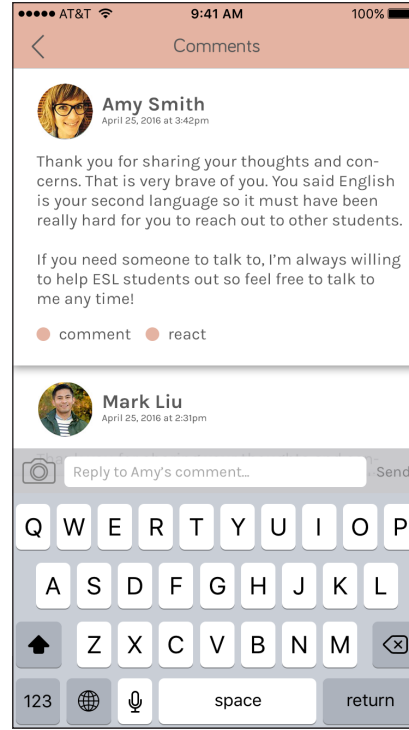 AT&T 9:41 AM 100%
Comments
Amy Smith
April 25, 2016 at 3:42pm
Thank you for sharing your thoughts and con-
cerns. That is very brave of you. You said English
is your second language so it must have been
really hard for you to reach out to other students.
If you need someone to talk to, I'm always willing
to help ESL students out so feel free to talk to
me any time!
comment react
Mark Liu
April 25, 2016 at 2:31pm
Reply to Amy's comment... Send
Q W E R T Y U I O P
A S D F G H J K L
Z X C V B N M
123 space return